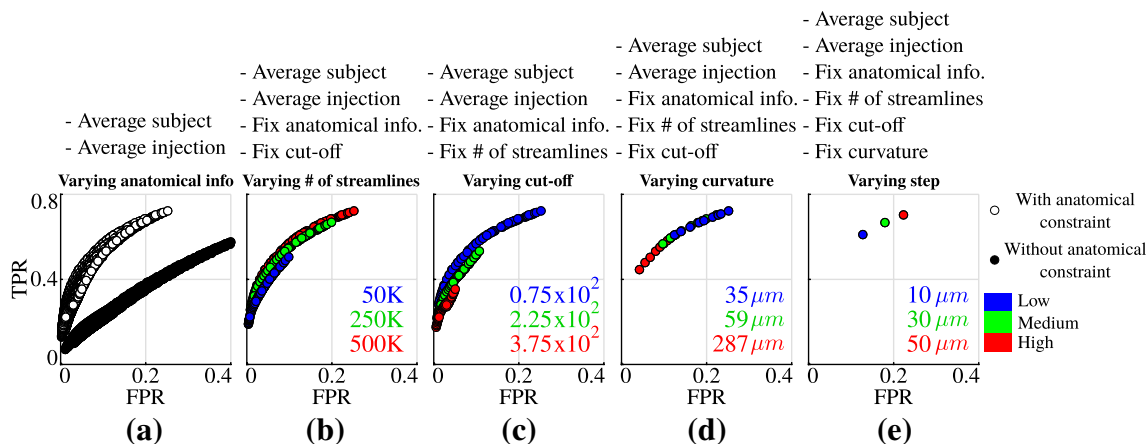 - Average subject
- Average injection
- Average subject
- Average injection
- Fix anatomical info.
- Fix cut-off
- Average subject
- Average injection
- Fix anatomical info.
- Fix # of streamlines
- Average subject
- Average injection
- Fix anatomical info.
- Fix # of streamlines
- Fix cut-off
- Average subject
- Average injection
- Fix anatomical info.
- Fix # of streamlines
- Fix cut-off
- Fix curvature
Varying anatomical info
Varying # of streamlines
Varying cut-off
Varying curvature
Varying step
TPR
0.8
0.4
0
0
0.2
0.4
FPR
(a)
50K
250K
500K
0
0.2
0.4
FPR
(b)
0.75x10²
2.25x10²
3.75x10²
0
0.2
0.4
FPR
(c)
35 µm
59 µm
287 µm
0
0.2
0.4
FPR
(d)
10 µm
30 µm
50 µm
0
0.2
0.4
FPR
(e)
With anatomical
constraint
Without anatomical
constraint
Low
Medium
High